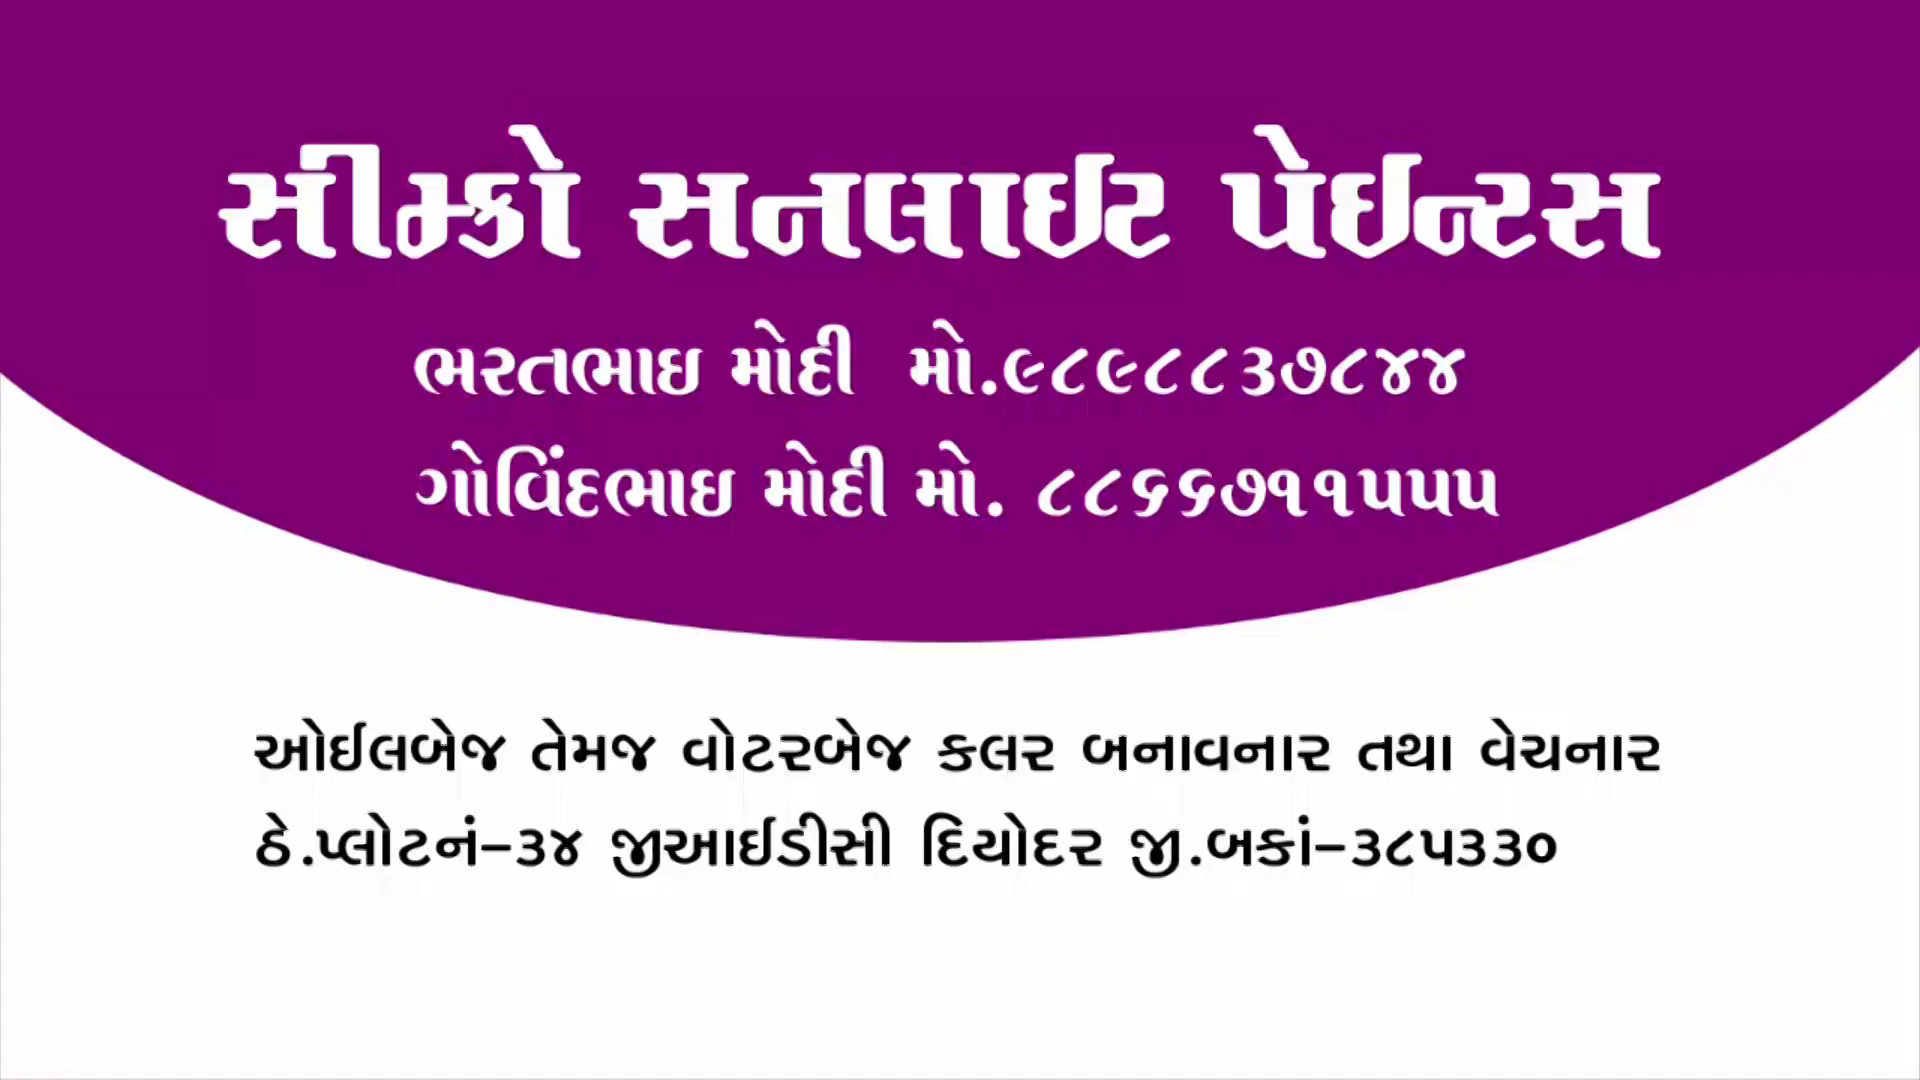 સીમ્કો સનલાઈટ પેઈન્ટસ
ભરતભાઇ મોદી મો.૯૮૯૮૮૩૭૮૪૪
ગોવિંદભાઇ મોદી મો. ૮૮૬૬૭૧૧૫૫૫
ઓઈલબેજ તેમજ વોટરબેજ કલર બનાવનાર તથા વેચનાર
ઠે.પ્લોટનં-૩૪ જીઆઈડીસી દિયોદર જી.બકાં-૩૮૫૩૩૦